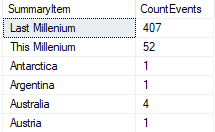 SummaryItem CountEvents
Last Millenium 407
This Millenium 52
Antarctica 1
Argentina 1
Australia 4
Austria 1